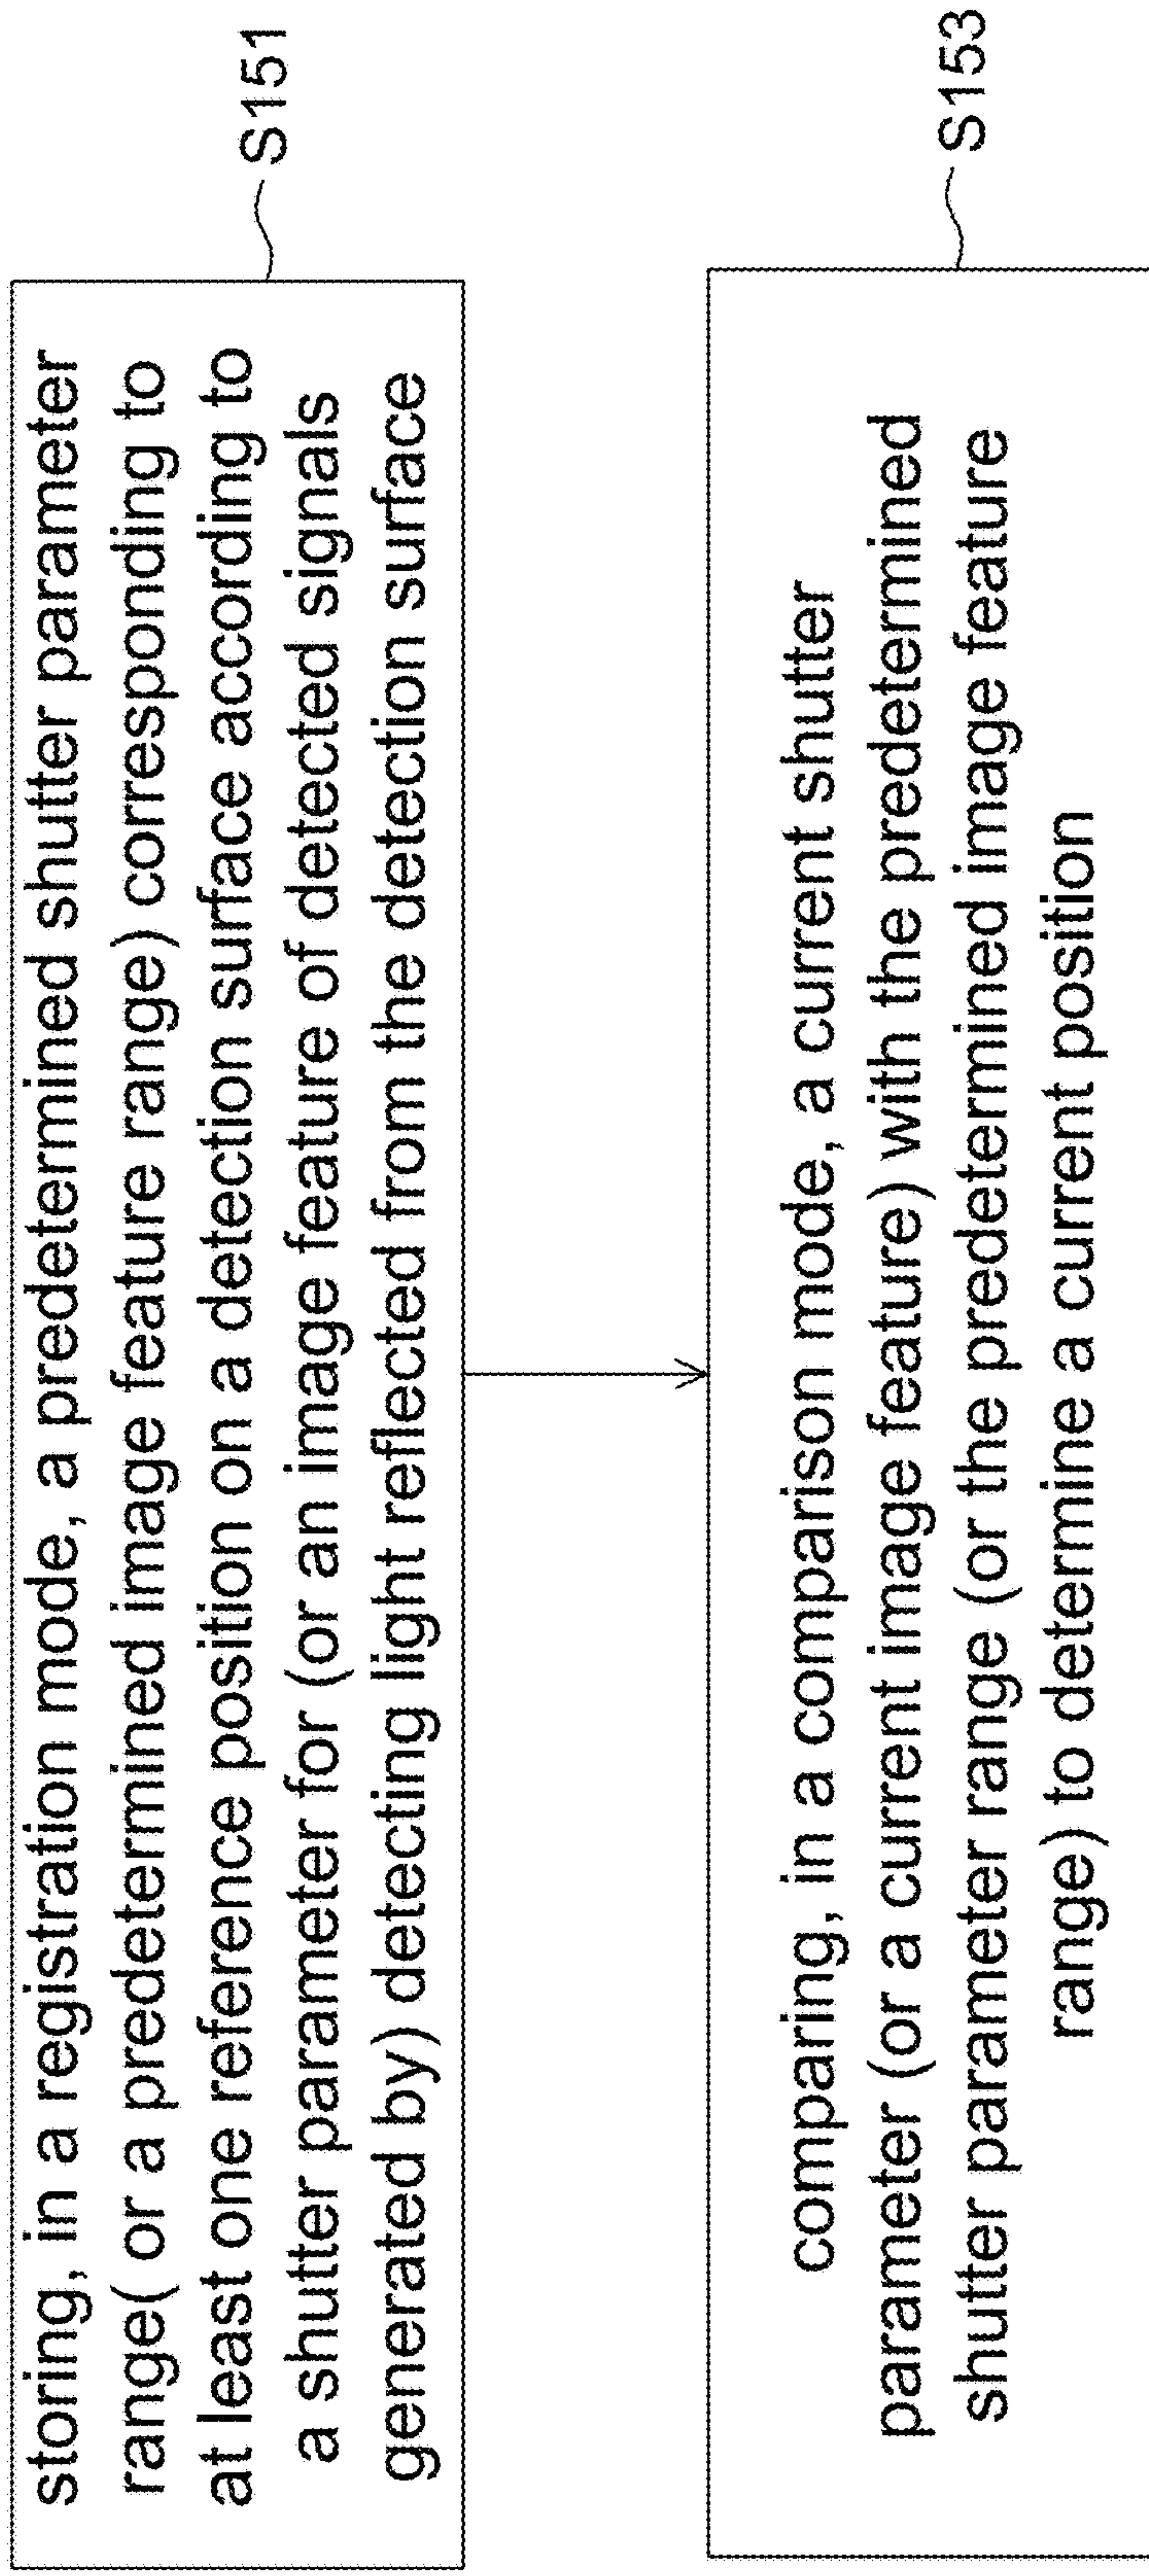 storing, in a registration mode, a predetermined shutter parameter
range( or a predetermined image feature range) corresponding to
at least one reference position on a detection surface according to
a shutter parameter for (or an image feature of detected signals
generated by) detecting light reflected from the detection surface
S151
comparing, in a comparison mode, a current shutter
parameter (or a current image feature) with the predetermined
shutter parameter range (or the predetermined image feature
range) to determine a current position
S153